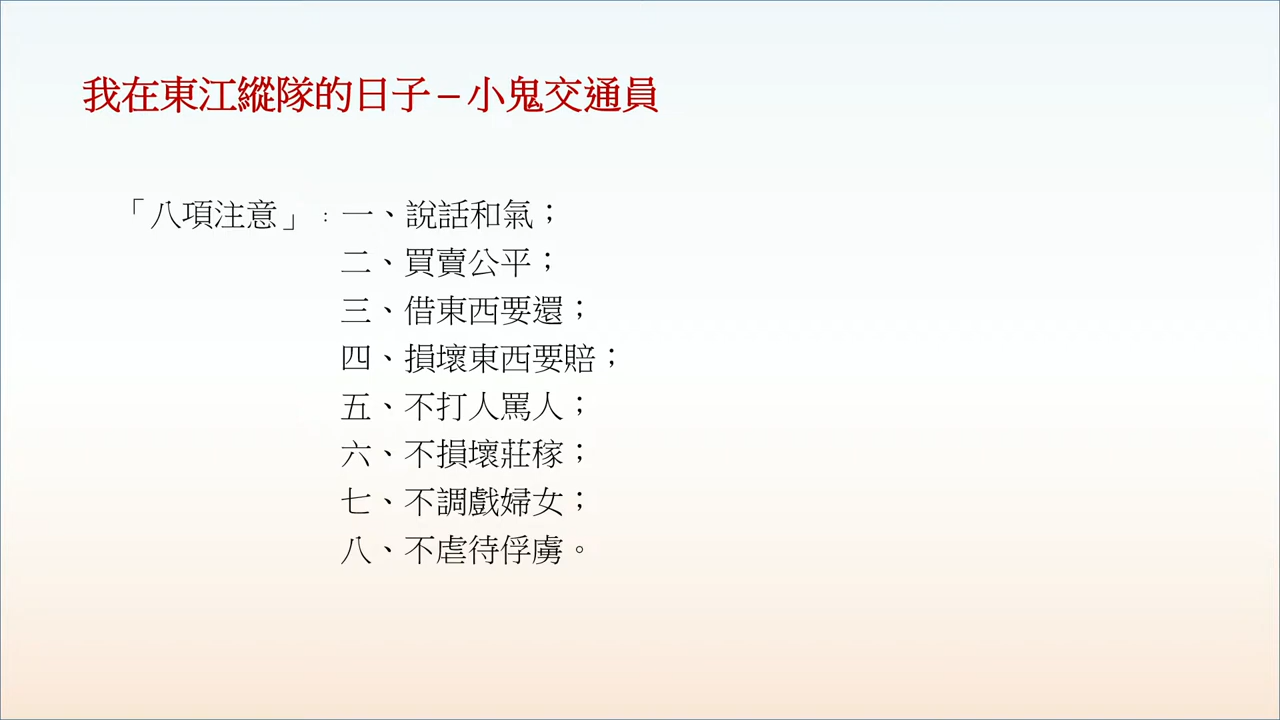 我在東江縱隊的日子–小鬼交通員
「八項注意」﹕一、說話和氣；
二、買賣公平；
三、借東西要還；
四、損壞東西要賠；
五、不打人罵人；
六、不損壞莊稼；
七、不調戲婦女；
八、不虐待俘虜。